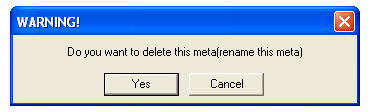 WARNING!
Do you want to delete this meta(rename this meta)
Yes Cancel